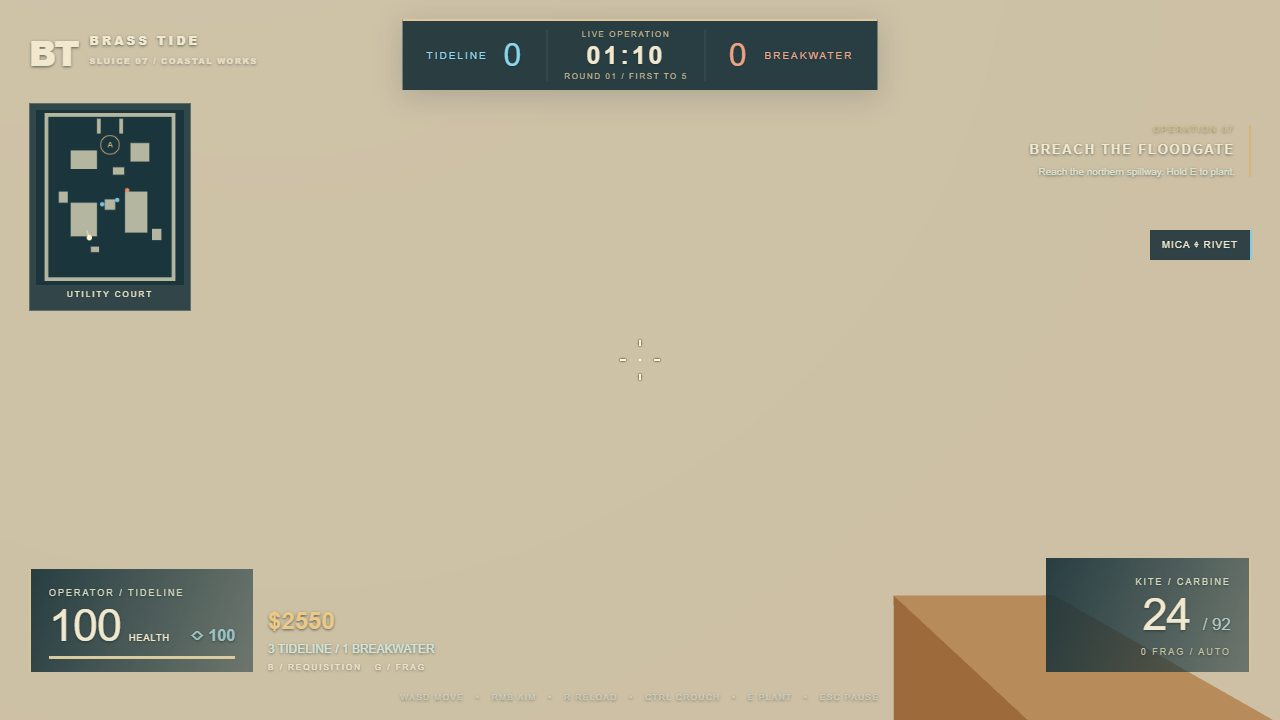 BT BRASS TIDE
SLUICE 07 / COASTAL WORKS
TIDELINE 0
LIVE OPERATION
01:10
ROUND 01 / FIRST TO 5
0 BREAKWATER
A
UTILITY COURT
OPERATION 07
BREACH THE FLOODGATE
Reach the northern spillway. Hold E to plant.
MICA ⌖ RIVET
OPERATOR / TIDELINE
100 HEALTH 100
$2550
3 TIDELINE / 1 BREAKWATER
B / REQUISITION G / FRAG
KITE / CARBINE
24 / 92
0 FRAG / AUTO
WASD MOVE • RMB AIM • R RELOAD • CTRL CROUCH • E PLANT • ESC PAUSE